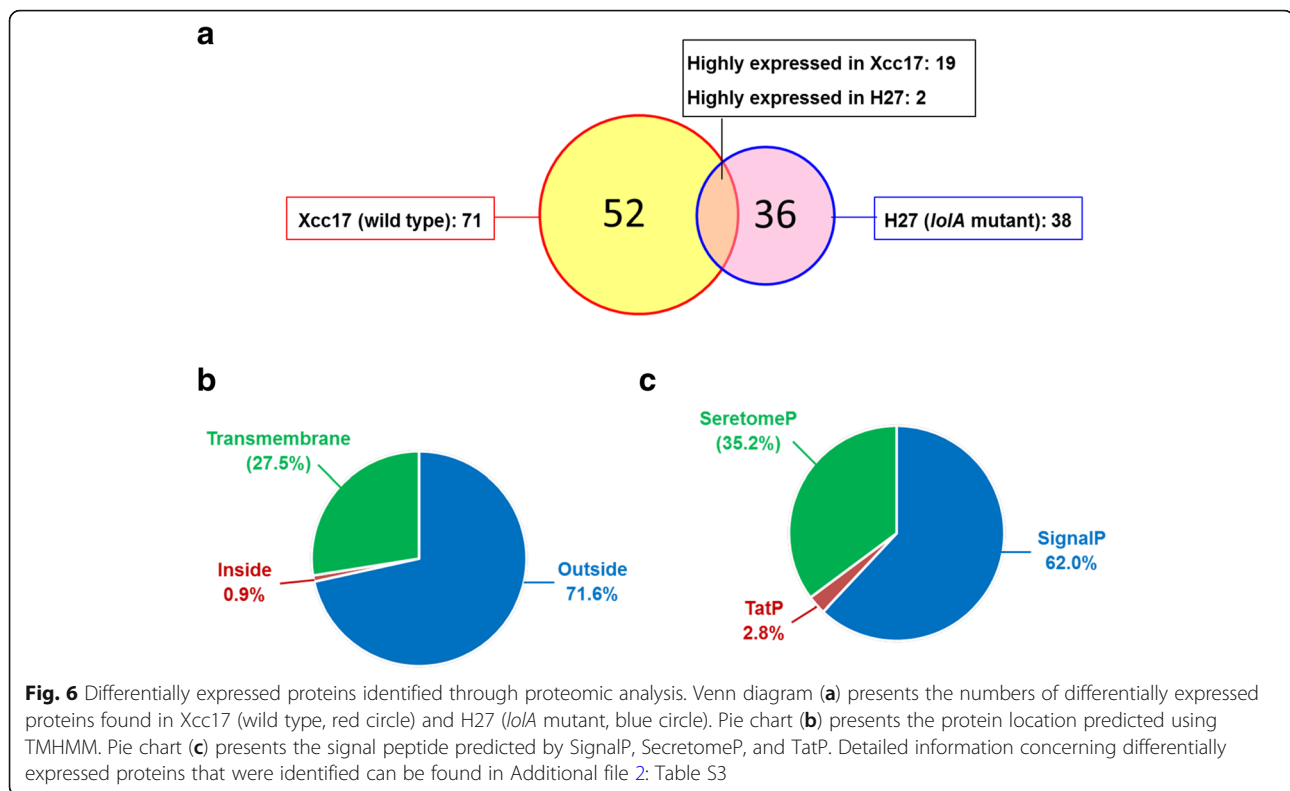 a
Highly expressed in Xcc17: 19
Highly expressed in H27: 2
Xcc17 (wild type): 71
52
36
H27 (lolA mutant): 38
b
Transmembrane
(27.5%)
Inside
0.9%
Outside
71.6%
c
SeretomeP
(35.2%)
TatP
2.8%
SignalP
62.0%
Fig. 6 Differentially expressed proteins identified through proteomic analysis. Venn diagram (a) presents the numbers of differentially expressed
proteins found in Xcc17 (wild type, red circle) and H27 (lolA mutant, blue circle). Pie chart (b) presents the protein location predicted using
TMHMM. Pie chart (c) presents the signal peptide predicted by SignalP, SecretomeP, and TatP. Detailed information concerning differentially
expressed proteins that were identified can be found in Additional file 2: Table S3